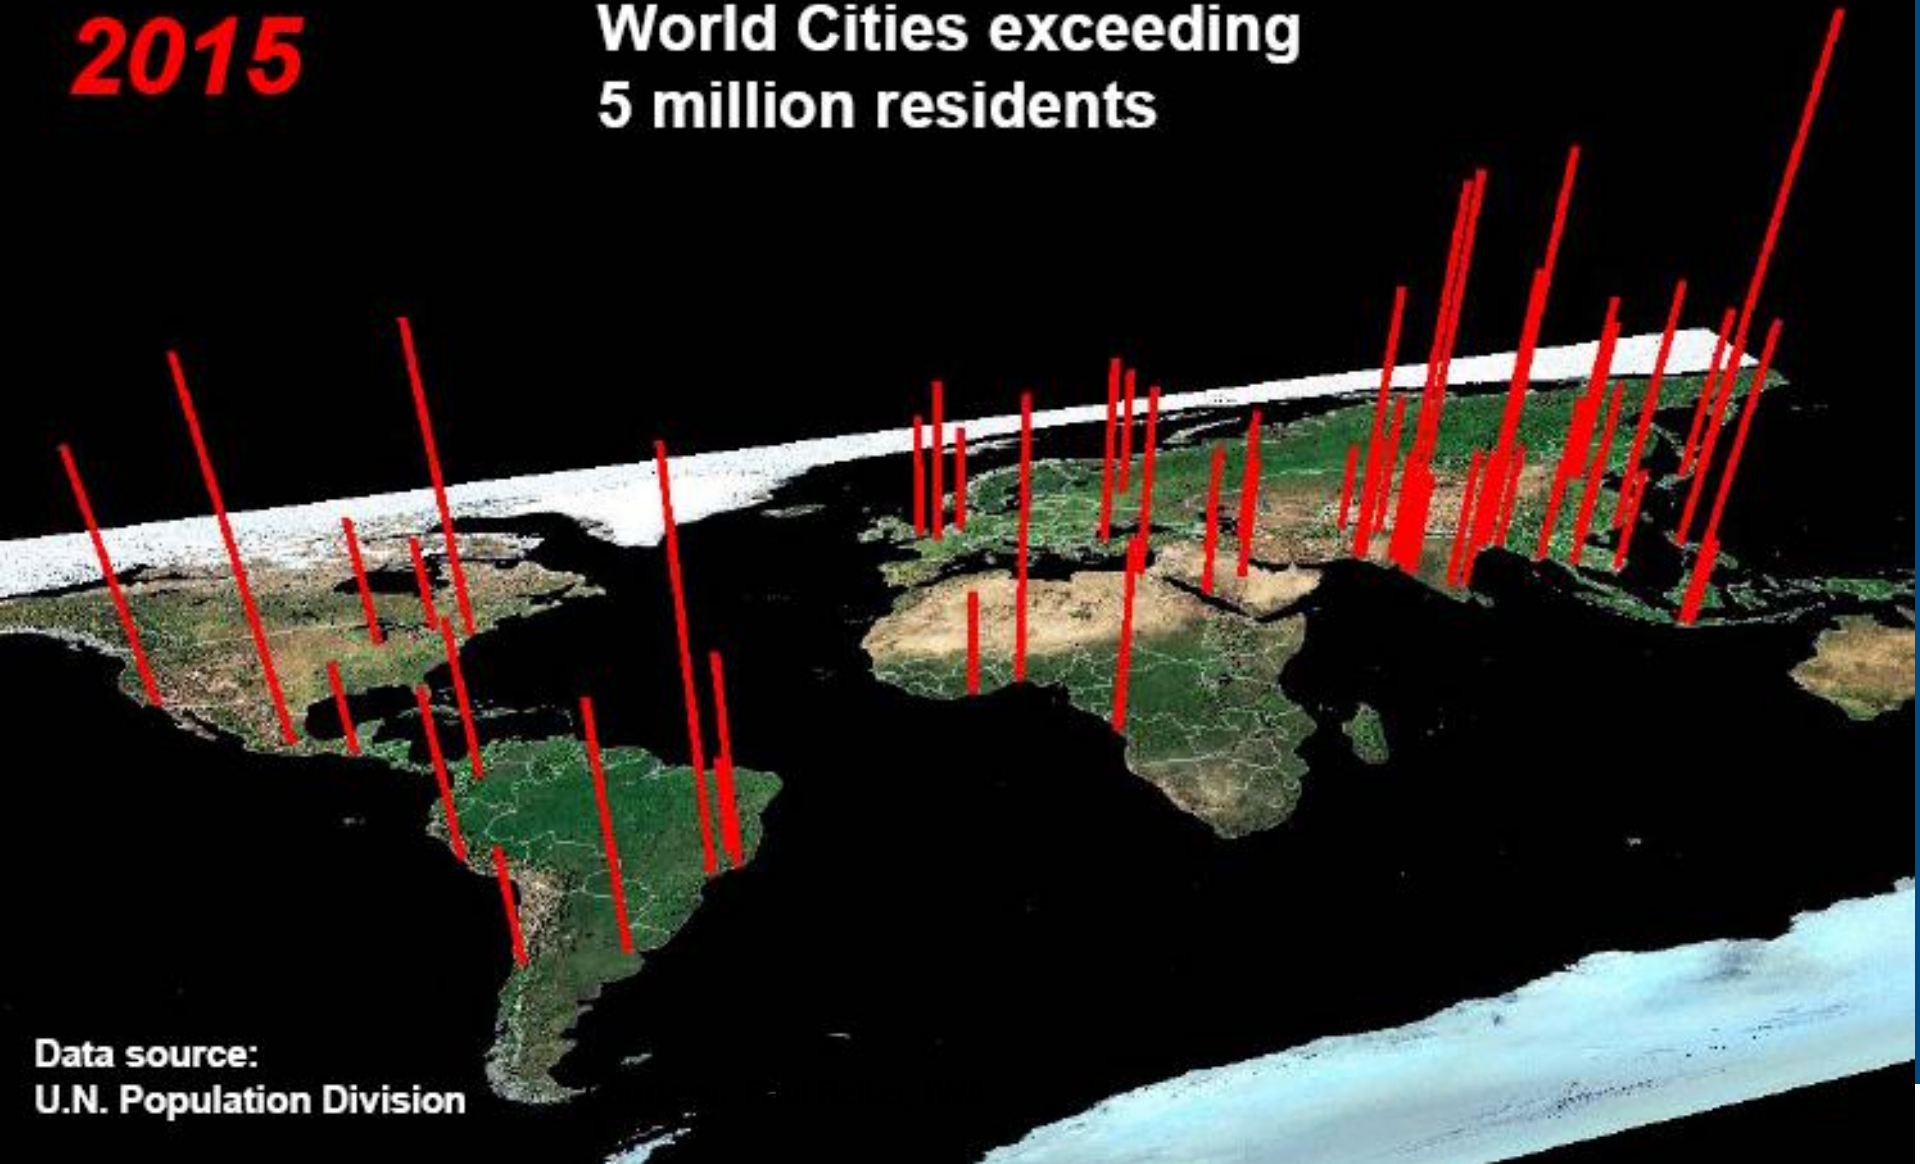 2015
World Cities exceeding
5 million residents
Data source:
U.N. Population Division